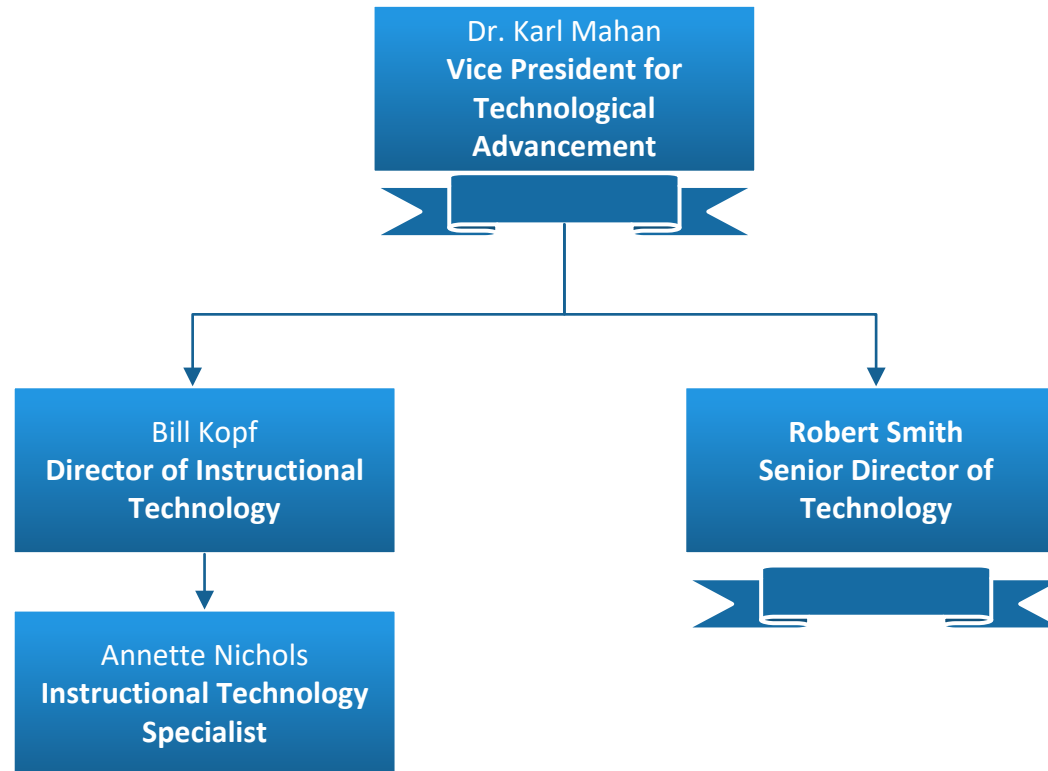 Dr. Karl Mahan
Vice President for
Technological
Advancement
Bill Kopf
Director of Instructional
Technology
Robert Smith
Senior Director of
Technology
Annette Nichols
Instructional Technology
Specialist